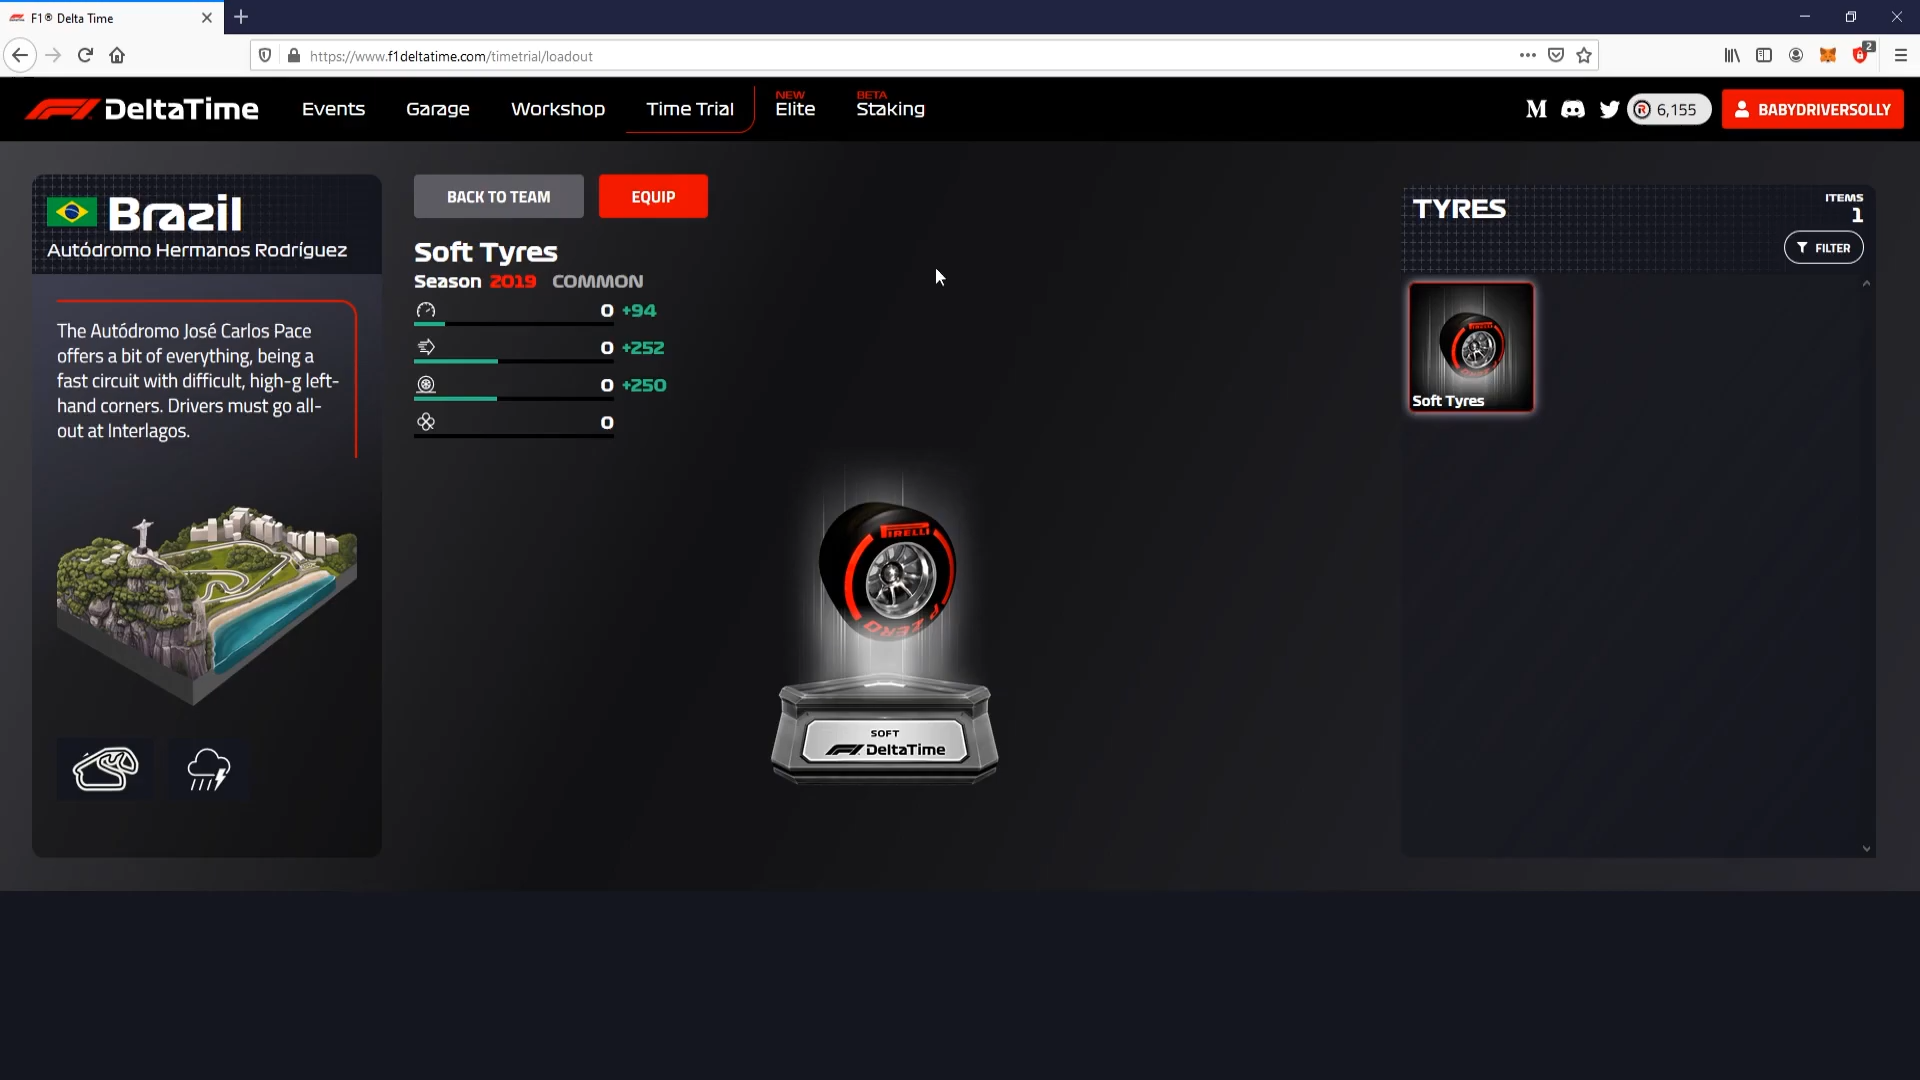 F1® Delta Time
https://www.f1deltatime.com/timetrial/loadout
2
DeltaTime
Events
Garage
Workshop
Time Trial
NEW
Elite
BETA
Staking
6,155
BABYDRIVERSOLLY
Brazil
Autódromo Hermanos Rodríguez
The Autódromo José Carlos Pace
offers a bit of everything, being a
fast circuit with difficult, high-g left-
hand corners. Drivers must go all-
out at Interlagos.
BACK TO TEAM
EQUIP
Soft Tyres
Season 2019 COMMON
0 +94
0 +252
0 +250
0
PIRELLI
P ZERO
SOFT
DeltaTime
TYRES
ITEMS
1
FILTER
Soft Tyres